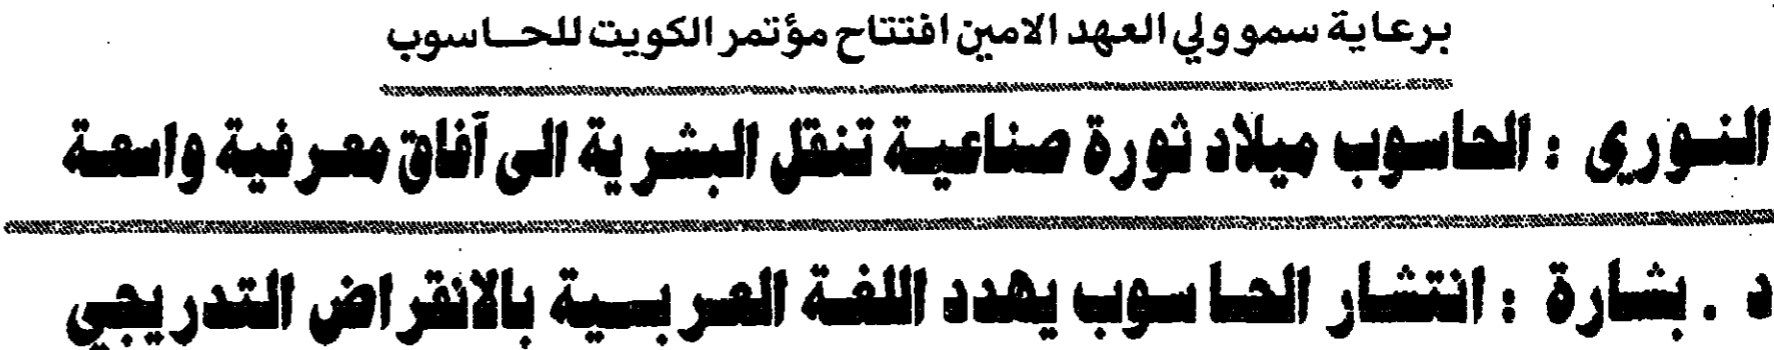 برعاية سمو ولي العهد الامين افتتاح مؤتمر الكويت للحاسوب
النوري : الحاسوب ميلاد ثورة صناعية تنقل البشرية الى آفاق معرفية واسعة
د . بشارة : انتشار الحاسوب يهدد اللغة العربية بالانقراض التدريجي